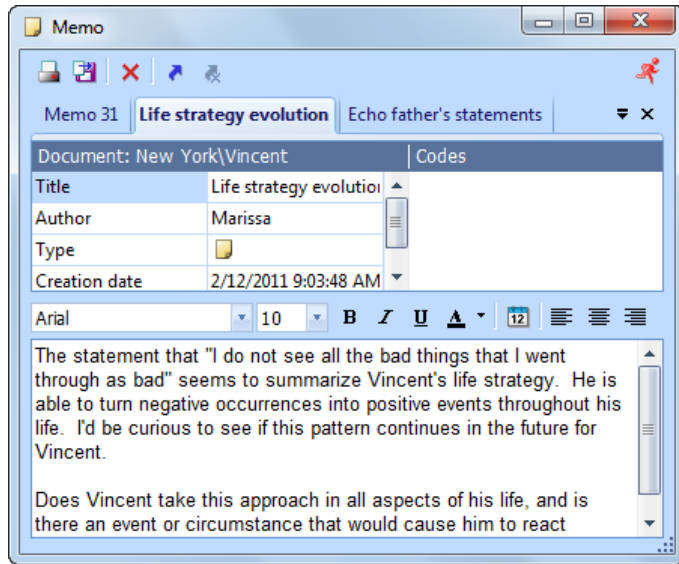 Memo
Memo 31 Life strategy evolution Echo father's statements
Document: New York\Vincent Codes
Title Life strategy evolution
Author Marissa
Type
Creation date 2/12/2011 9:03:48 AM
Arial 10 B I U A 12
The statement that "I do not see all the bad things that I went
through as bad" seems to summarize Vincent's life strategy.  He is
able to turn negative occurrences into positive events throughout his
life.  I'd be curious to see if this pattern continues in the future for
Vincent.
Does Vincent take this approach in all aspects of his life, and is
there an event or circumstance that would cause him to react